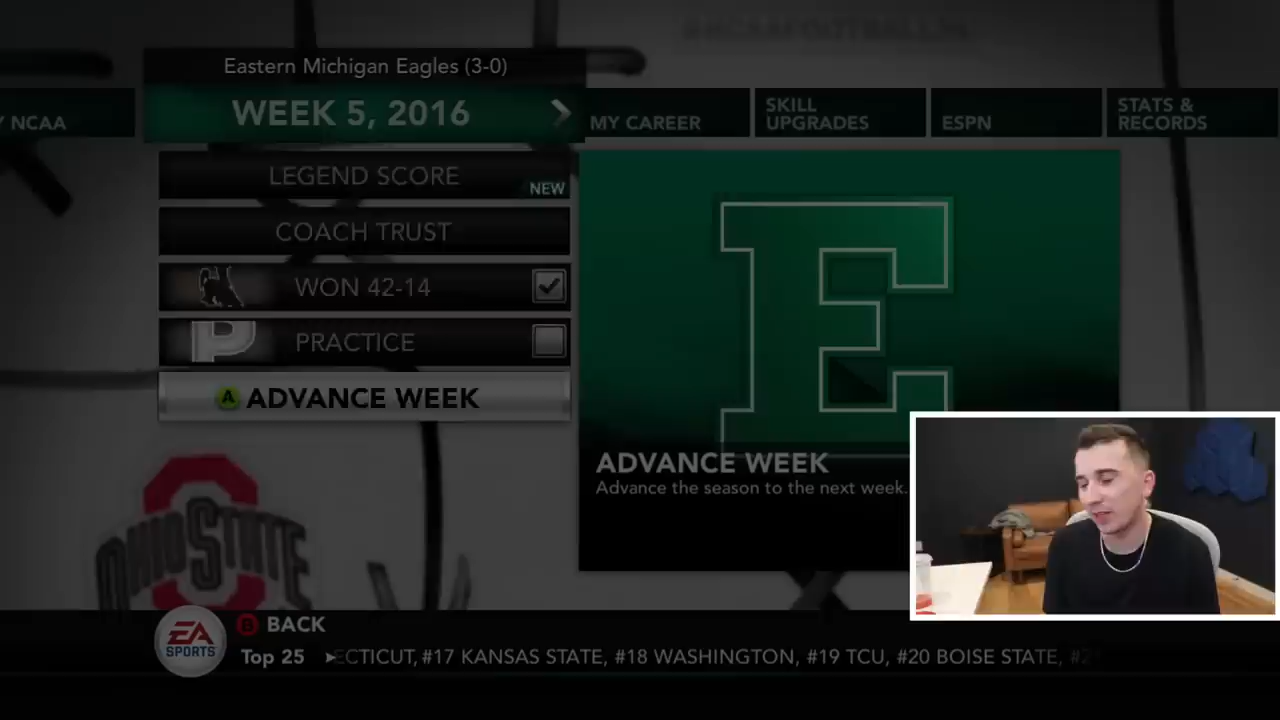 Eastern Michigan Eagles (3-0)
NCAA
WEEK 5, 2016
MY CAREER
SKILL UPGRADES
ESPN
STATS & RECORDS
LEGEND SCORE
NEW
COACH TRUST
WON 42-14
P
PRACTICE
A ADVANCE WEEK
E
ADVANCE WEEK
Advance the season to the next week.
OHIO STATE
EA SPORTS
B BACK
Top 25
ECTICUT, #17 KANSAS STATE, #18 WASHINGTON, #19 TCU, #20 BOISE STATE,